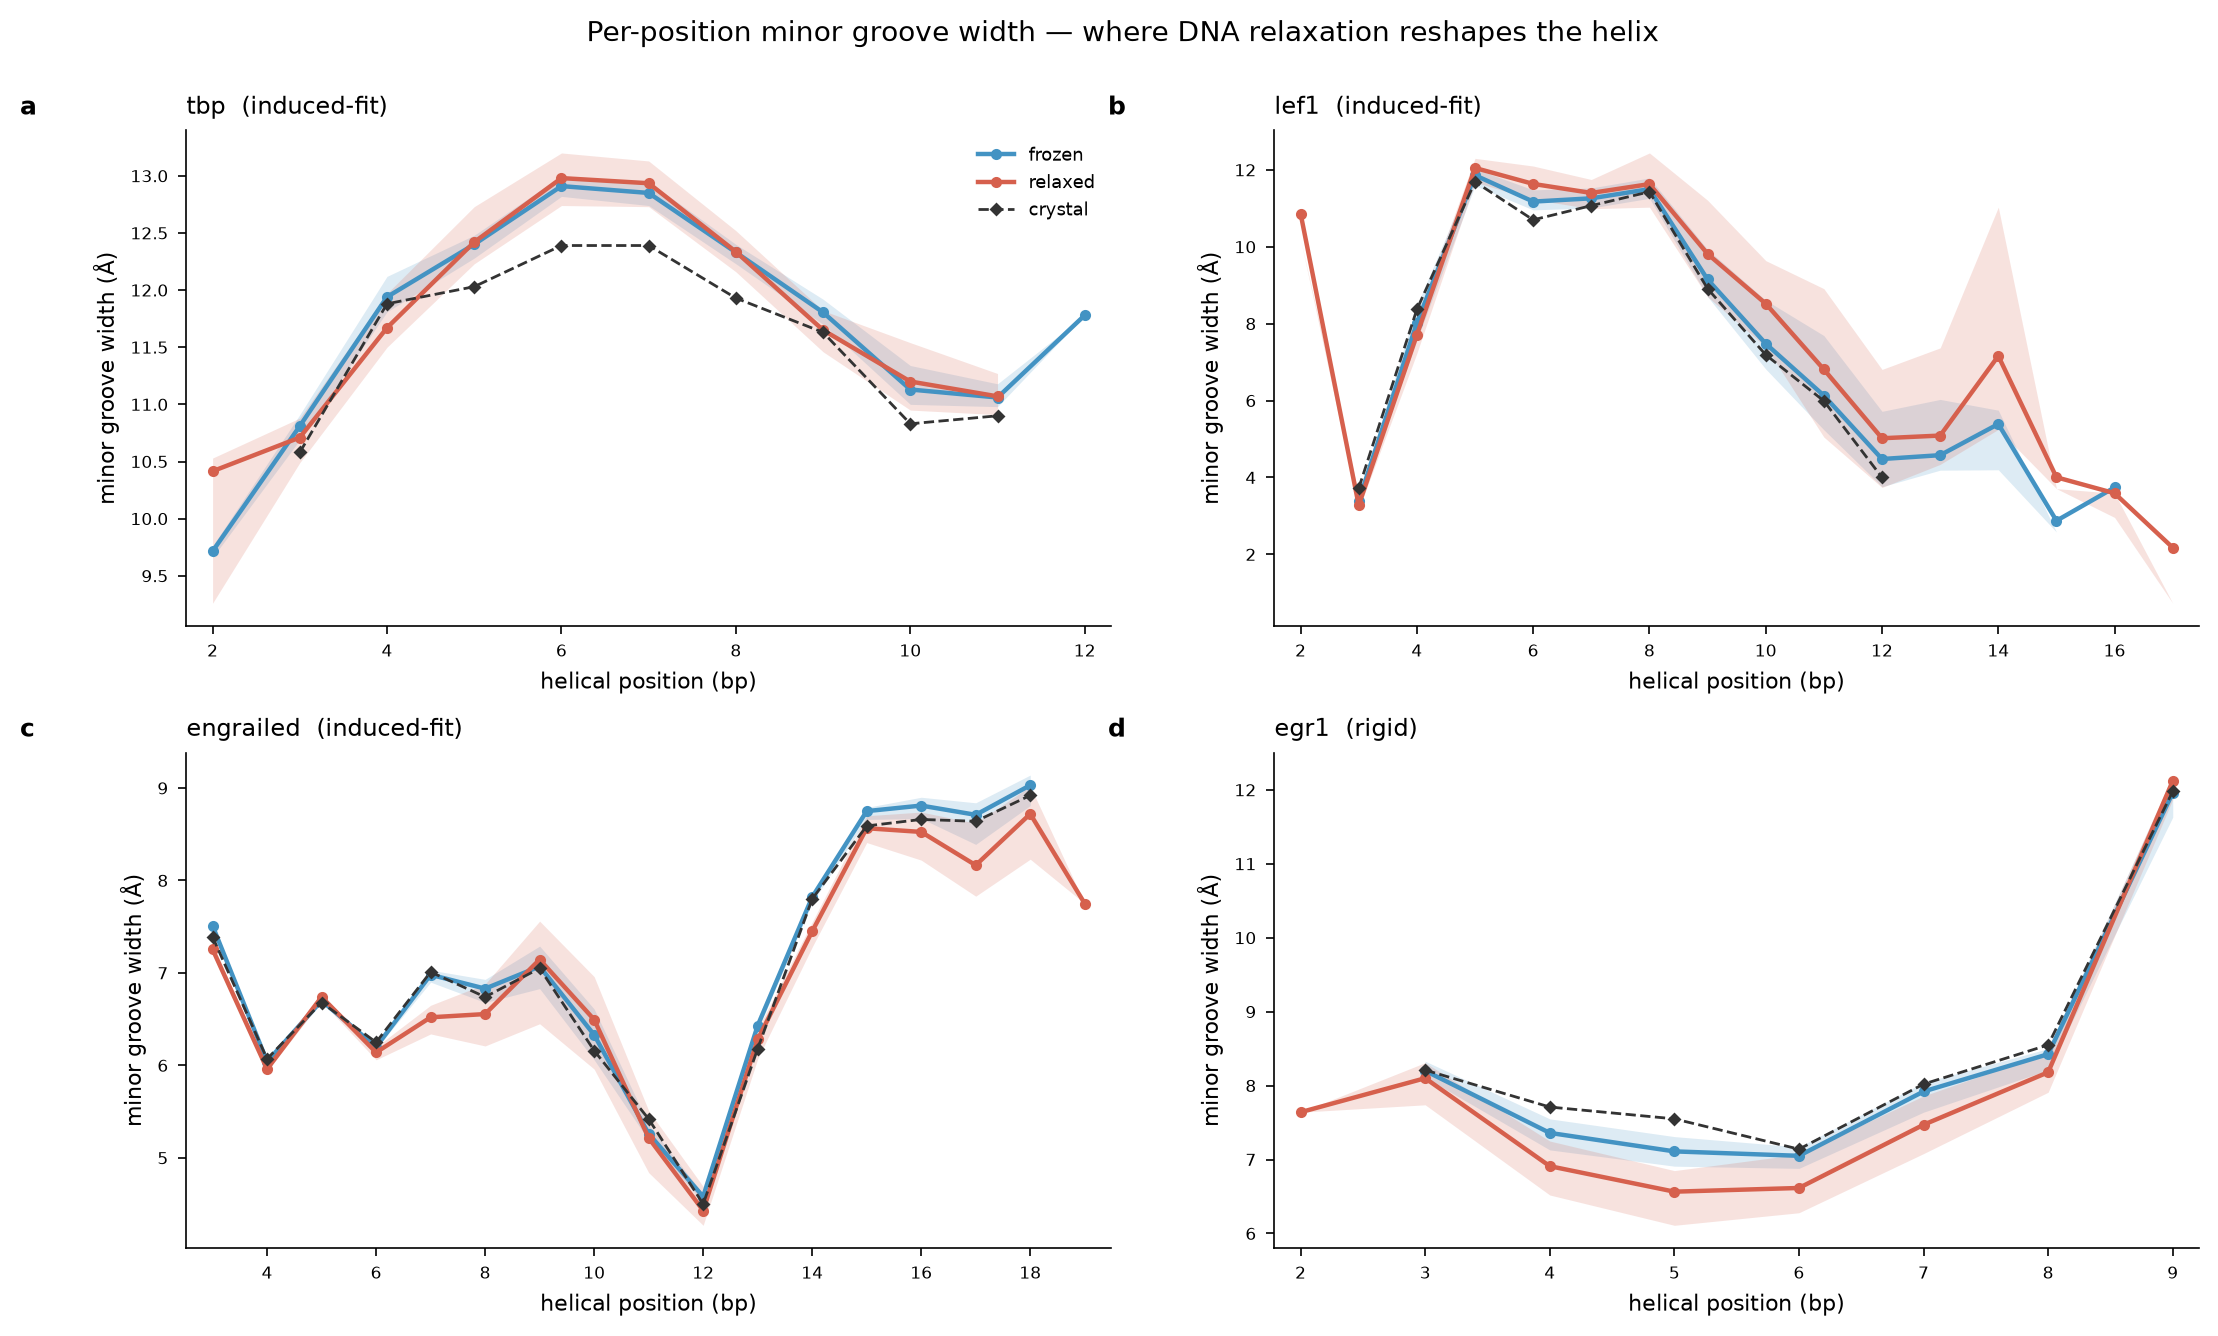 Per-position minor groove width — where DNA relaxation reshapes the helix
a
tbp (induced-fit)
frozen
relaxed
crystal
13.0
12.5
12.0
11.5
11.0
10.5
10.0
9.5
minor groove width (Å)
2 4 6 8 10 12
helical position (bp)
b
lef1 (induced-fit)
12
10
8
6
4
2
minor groove width (Å)
2 4 6 8 10 12 14 16
helical position (bp)
c
engrailed (induced-fit)
9
8
7
6
5
minor groove width (Å)
4 6 8 10 12 14 16 18
helical position (bp)
d
egr1 (rigid)
12
11
10
9
8
7
6
minor groove width (Å)
2 3 4 5 6 7 8 9
helical position (bp)